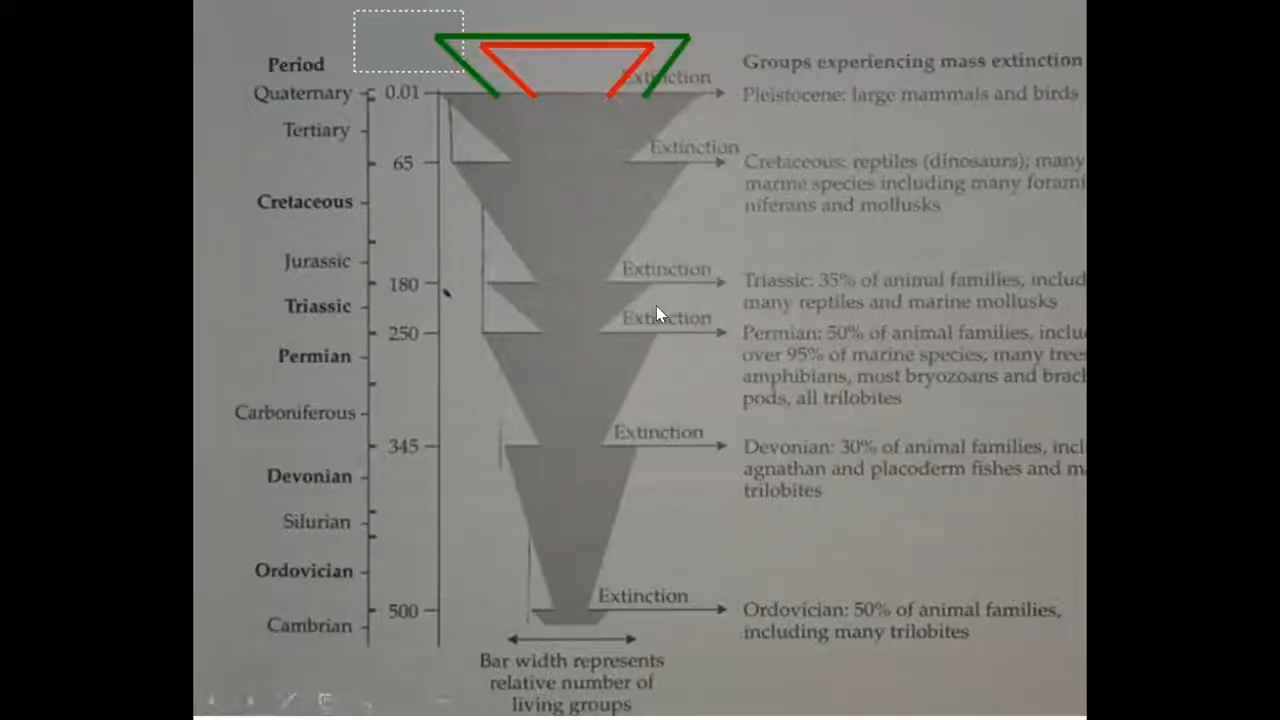 Period
Groups experiencing mass extinction
Extinction
Quaternary
0.01
Pleistocene: large mammals and birds
Tertiary
Extinction
65
Cretaceous: reptiles (dinosaurs); many
marine species including many forami
niferans and mollusks
Cretaceous
Jurassic
Extinction
180
Triassic: 35% of animal families, includ
many reptiles and marine mollusks
Triassic
Extinction
250
Permian: 50% of animal families, inclu
over 95% of marine species; many tree
amphibians, most bryozoans and brac
pods, all trilobites
Permian
Carboniferous
Extinction
345
Devonian: 30% of animal families, incl
agnathan and placoderm fishes and m
trilobites
Devonian
Silurian
Ordovician
Extinction
500
Ordovician: 50% of animal families,
including many trilobites
Cambrian
Bar width represents
relative number of
living groups